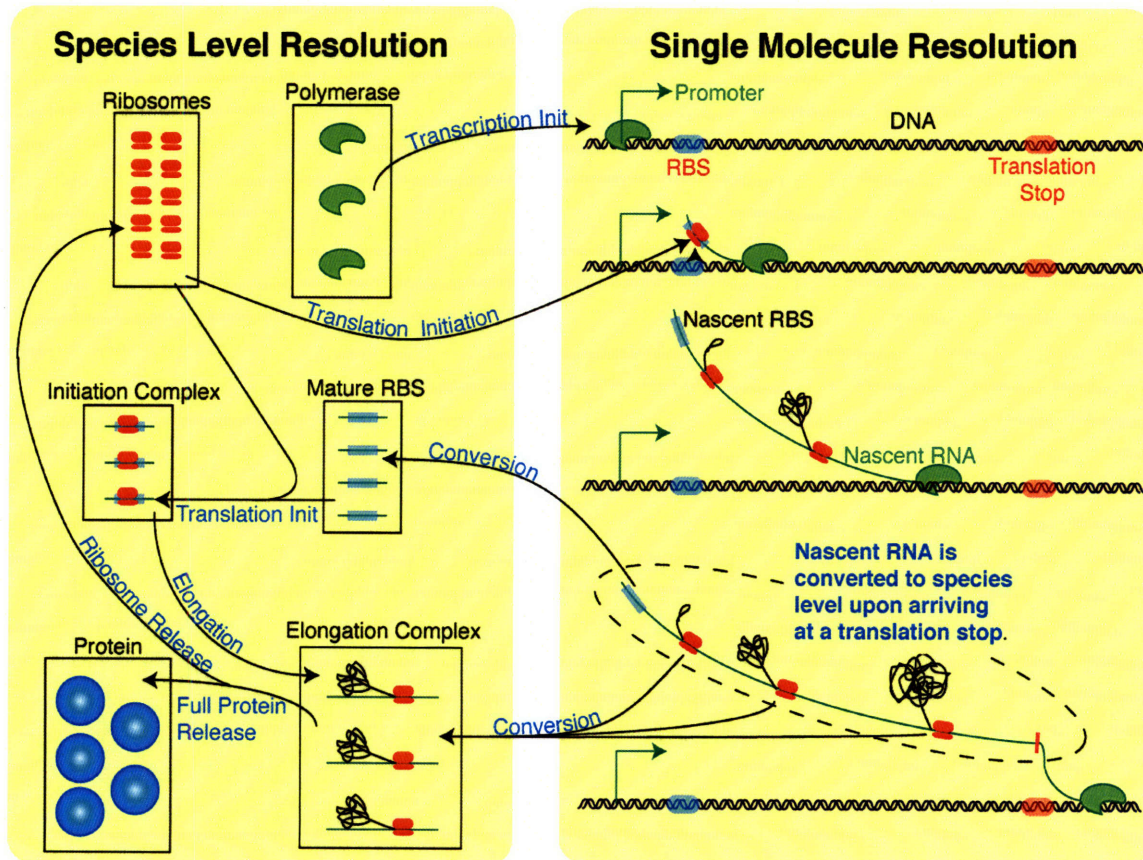 Species Level Resolution
Ribosomes
Polymerase
Transcription Init
Translation Initiation
Initiation Complex
Mature RBS
Translation Init
Conversion
Ribosome Release
Elongation
Protein
Elongation Complex
Full Protein
Release
Conversion
Single Molecule Resolution
Promoter
DNA
RBS
Translation
Stop
Nascent RBS
Nascent RNA
Nascent RNA is
converted to species
level upon arriving
at a translation stop.